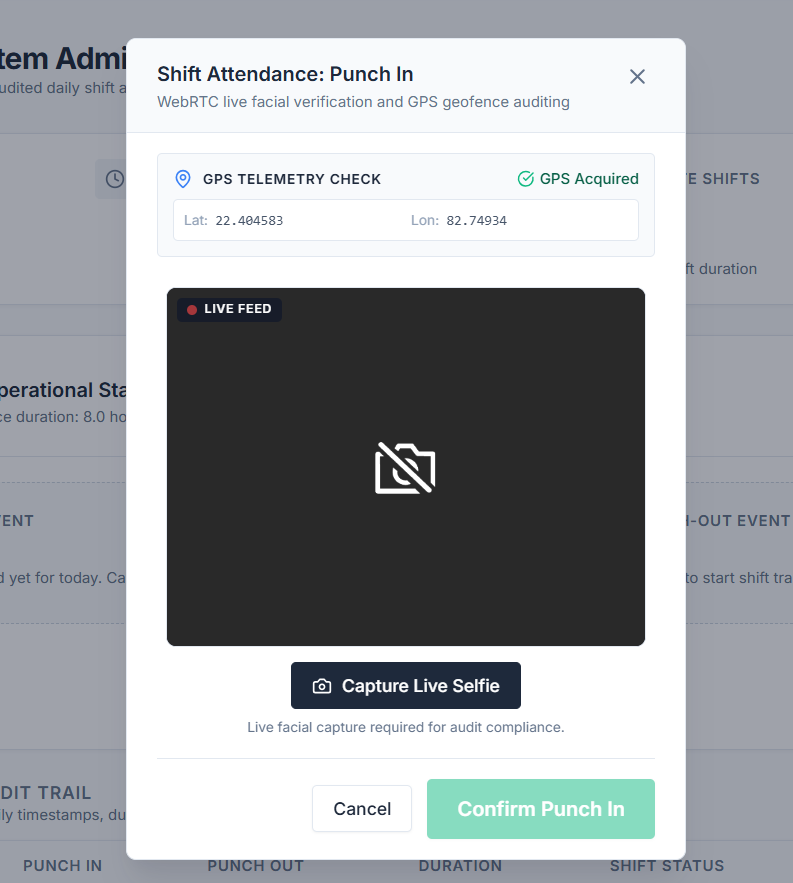 tem Admi
Shift Attendance: Punch In
udited daily shift a
WebRTC live facial verification and GPS geofence auditing
GPS TELEMETRY CHECK
GPS Acquired
E SHIFTS
Lat: 22.404583
Lon: 82.74934
ft duration
LIVE FEED
perational Sta
ce duration: 8.0 ho
ENT
H-OUT EVENT
d yet for today. Ca
to start shift tra
Capture Live Selfie
Live facial capture required for audit compliance.
DIT TRAIL
ly timestamps, du
Cancel
Confirm Punch In
PUNCH IN
PUNCH OUT
DURATION
SHIFT STATUS